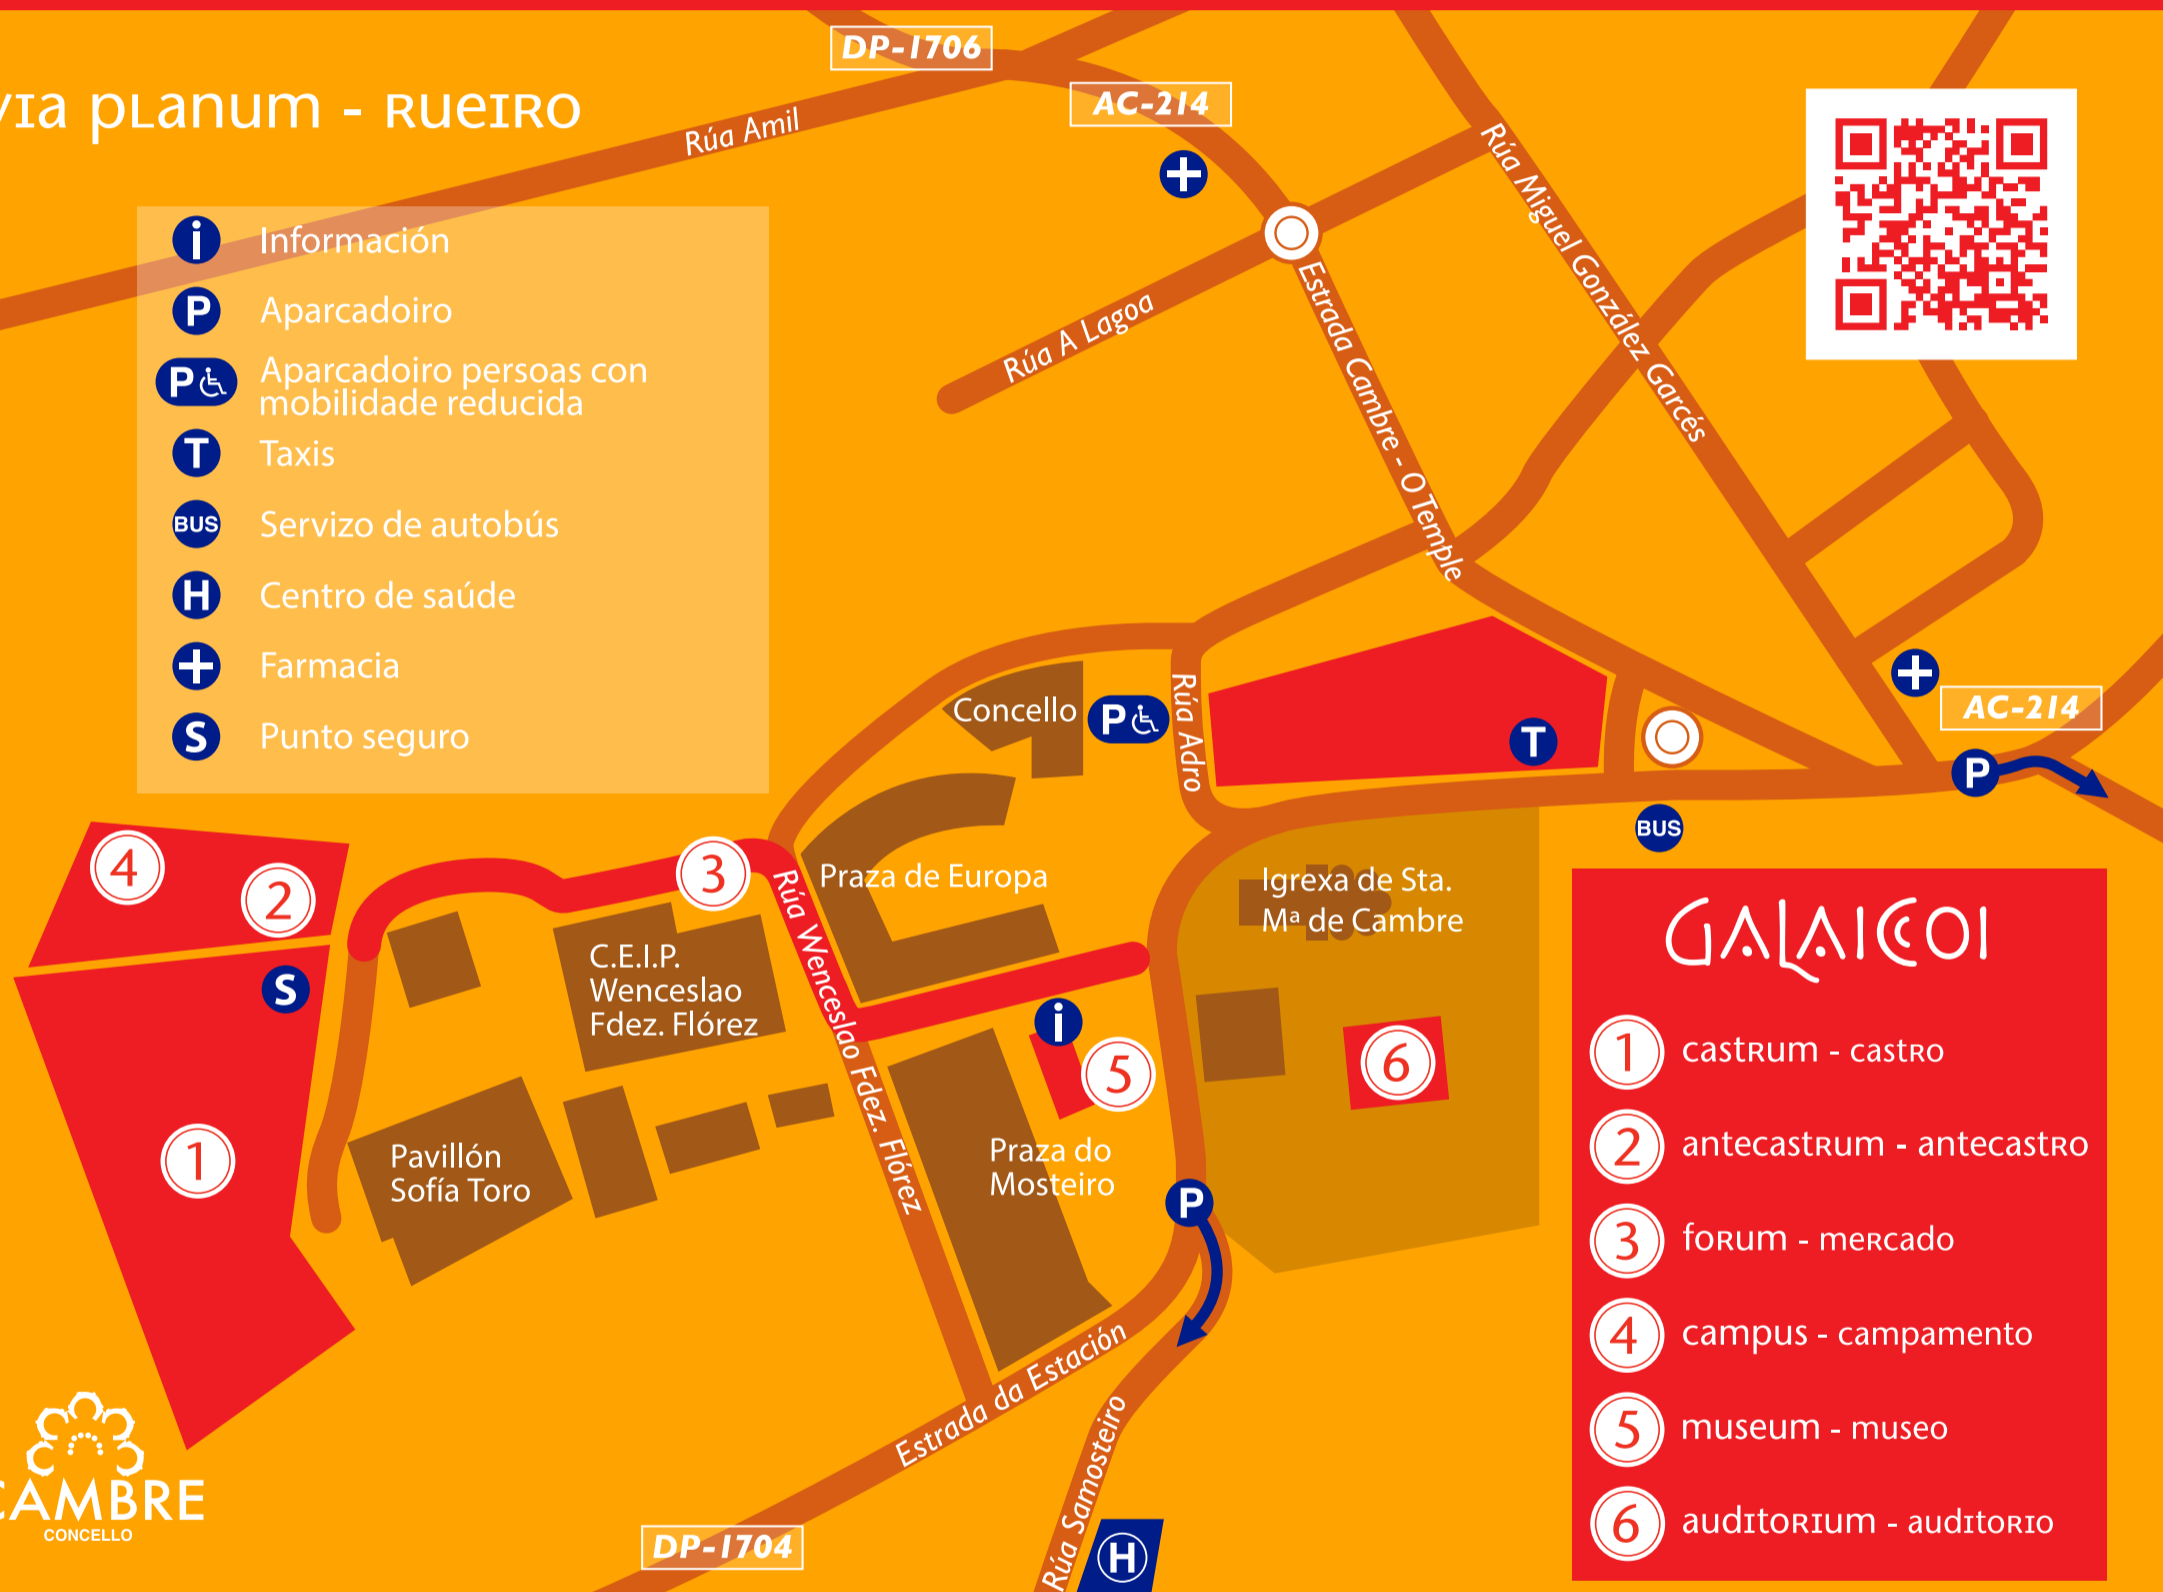 DP-1706
via planum - rueiro
AC-214
Rúa Amil
Rúa Miguel González Garcés
i Información
P Aparcadoiro
P Aparcadoiro persoas con
mobilidade reducida
T Taxis
BUS Servizo de autobús
H Centro de saúde
Farmacia
S Punto seguro
Rúa A Lagoa
Estrada Cambre - O Temple
Concello
P
Rúa Adro
T
AC-214
P
BUS
4
2
3
Rúa Wenceslao Fdez. Flórez
Praza de Europa
Igrexa de Sta.
Mª de Cambre
C.E.I.P.
Wenceslao
Fdez. Flórez
S
i
5
6
1
Pavillón
Sofía Toro
Praza do
Mosteiro
P
Estrada da Estación
Rúa Samosteiro
DP-1704
H
GALAICOI
1 castrum - castro
2 antecastrum - antecastro
3 forum - mercado
4 campus - campamento
5 museum - museo
6 auditorium - auditorio
CAMBRE
CONCELLO